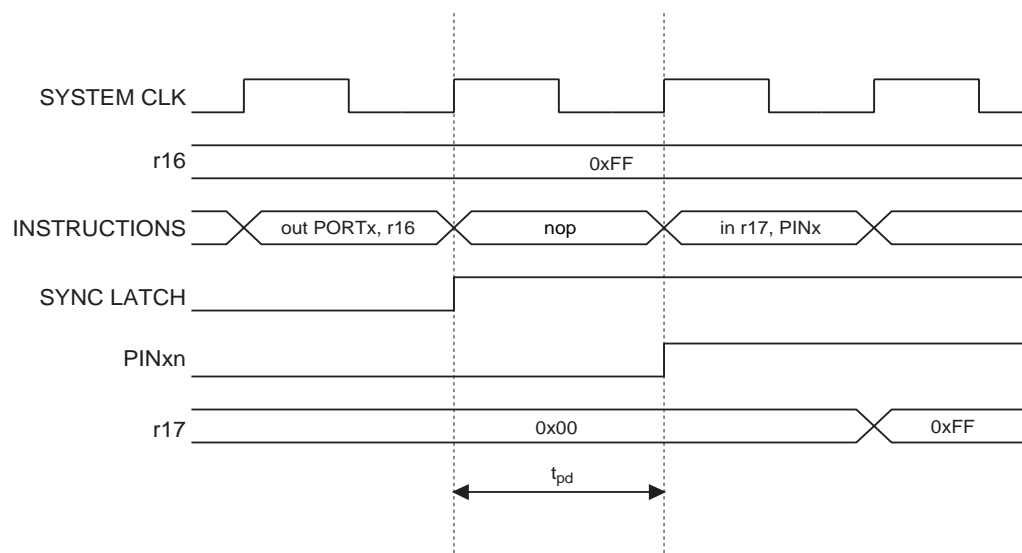 SYSTEM CLK
r16
0xFF
INSTRUCTIONS
out PORTx, r16
nop
in r17, PINx
SYNC LATCH
PINxn
r17
0x00
0xFF
tpd